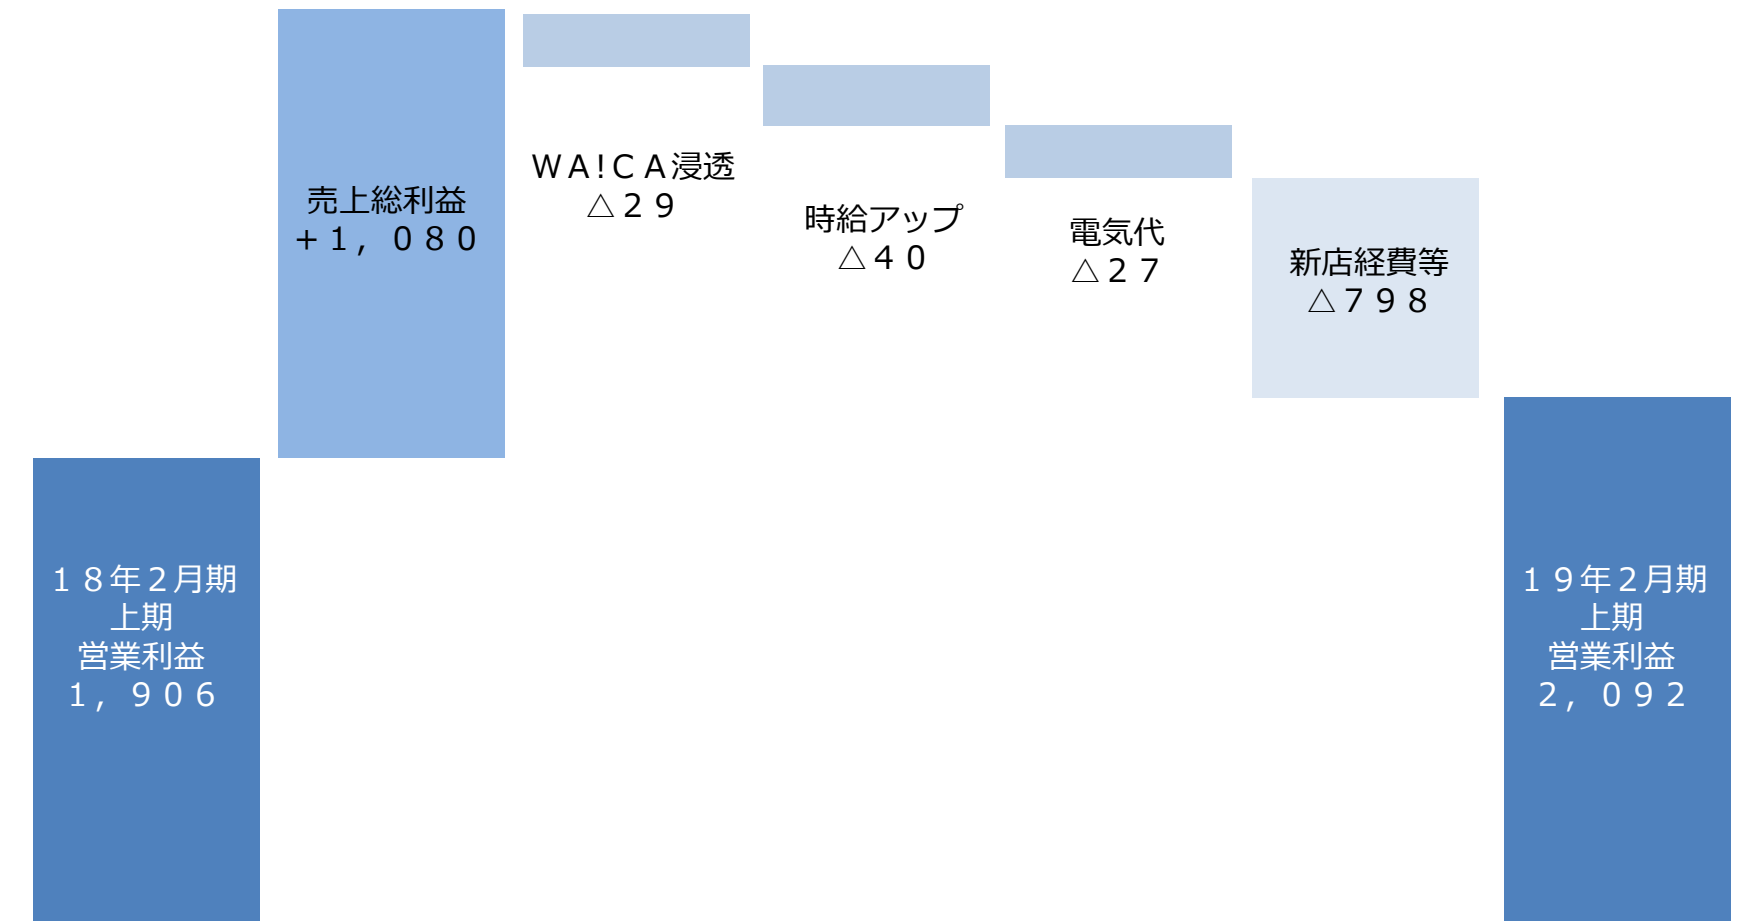 売上総利益
＋１，０８０
ＷＡ！ＣＡ浸透
△２９
時給アップ
△４０
電気代
△２７
新店経費等
△７９８
１８年２月期
上期
営業利益
１，９０６
１９年２月期
上期
営業利益
２，０９２